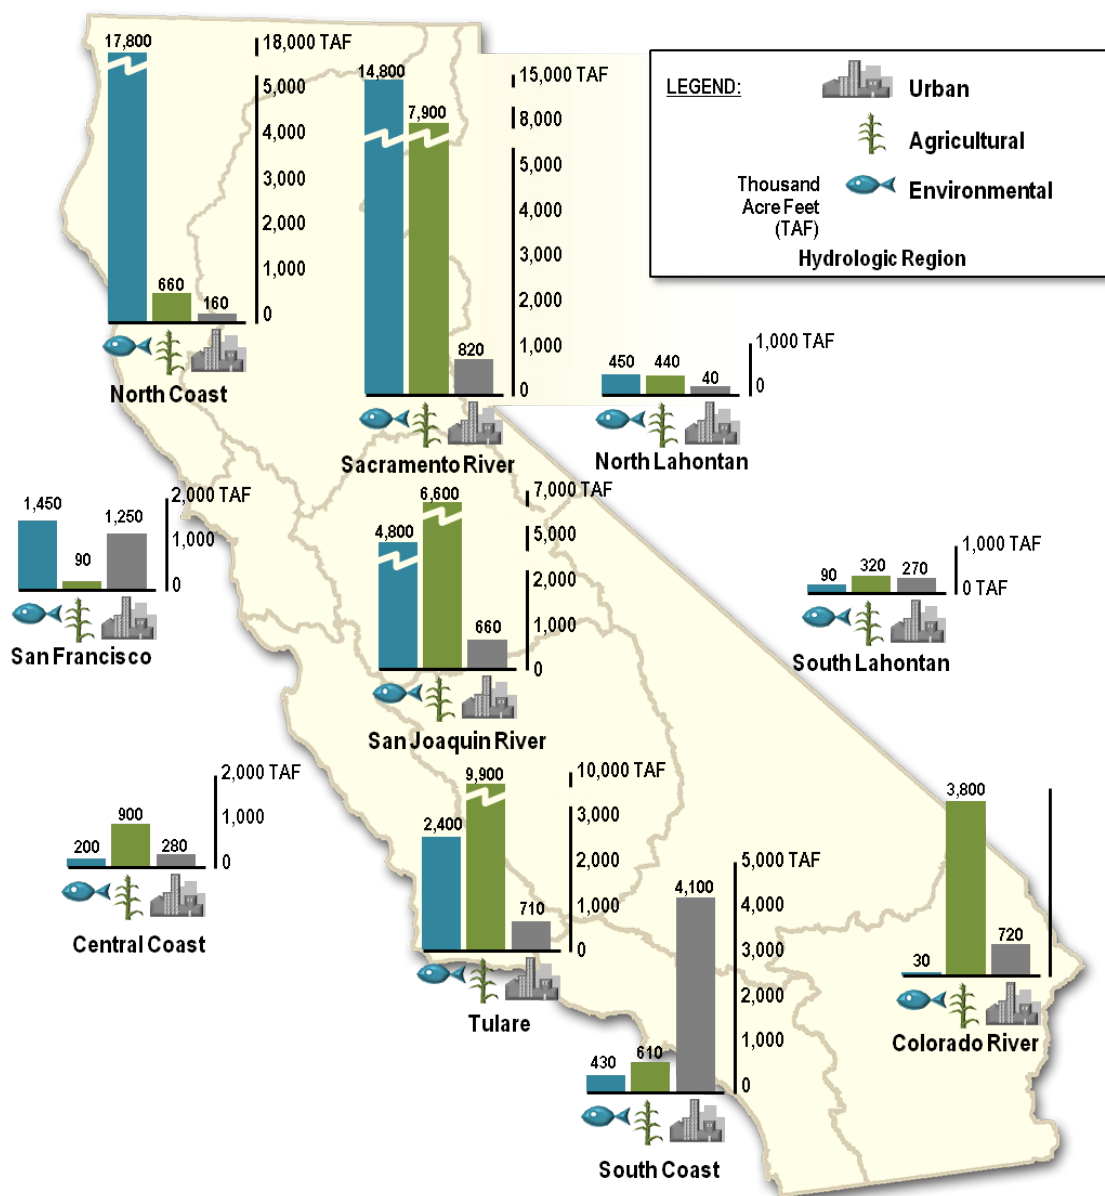 17,800
18,000 TAF
5,000
4,000
3,000
2,000
1,000
0
660
160
North Coast
14,800
15,000 TAF
7,900
8,000
5,000
4,000
3,000
2,000
1,000
0
820
Sacramento River
LEGEND:
Urban
Agricultural
Environmental
Thousand
Acre Feet
(TAF)
Hydrologic Region
450
440
40
1,000 TAF
0
North Lahontan
1,450
90
1,250
2,000 TAF
1,000
0
San Francisco
4,800
6,600
660
7,000 TAF
5,000
2,000
1,000
0
San Joaquin River
90
320
270
1,000 TAF
0 TAF
South Lahontan
200
900
280
2,000 TAF
1,000
0
Central Coast
2,400
9,900
710
10,000 TAF
3,000
2,000
1,000
0
Tulare
430
610
4,100
5,000 TAF
4,000
3,000
2,000
1,000
0
South Coast
30
3,800
720
Colorado River